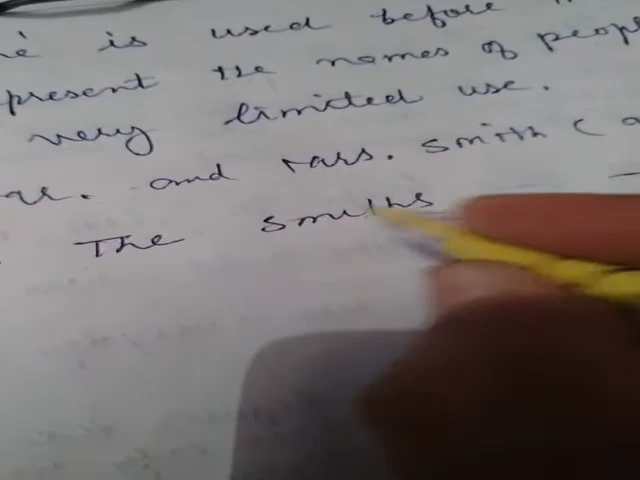 is used before
present the names of people
very limited use.
and Mrs. Smith (
The Smiths